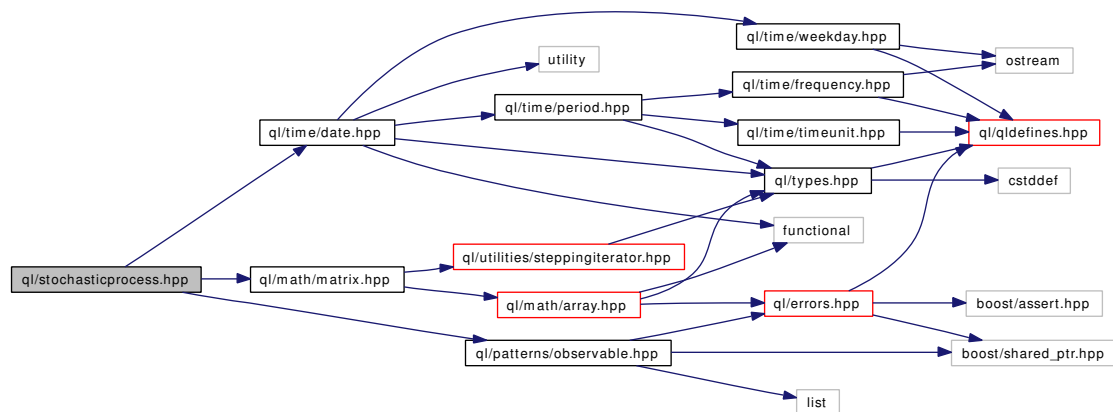 ql/time/weekday.hpp
utility
ostream
ql/time/frequency.hpp
ql/time/period.hpp
ql/time/date.hpp
ql/time/timeunit.hpp
ql/qldefines.hpp
ql/types.hpp
cstddef
functional
ql/utilities/steppingiterator.hpp
ql/stochasticprocess.hpp
ql/math/matrix.hpp
ql/math/array.hpp
ql/errors.hpp
boost/assert.hpp
ql/patterns/observable.hpp
boost/shared_ptr.hpp
list